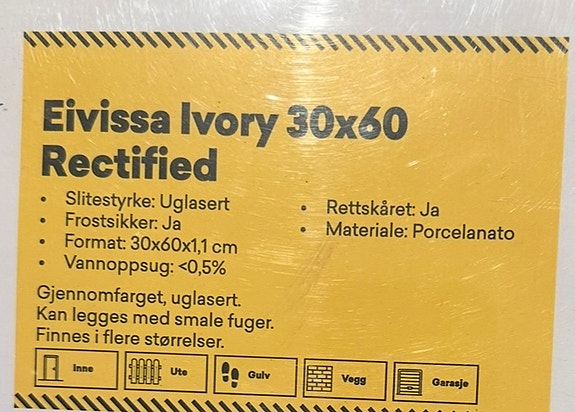 Eivissa Ivory 30x60
Rectified
• Slitestyrke: Uglasert
• Frostsikker: Ja
• Format: 30x60x1,1 cm
• Vannoppsug: <0,5%
• Rettskåret: Ja
• Materiale: Porcelanato
Gjennomfarget, uglasert.
Kan legges med smale fuger.
Finnes i flere størrelser.
Inne Ute Gulv Vegg Garasje